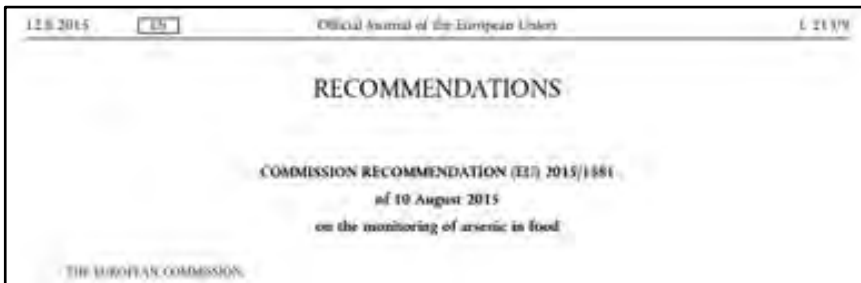 12.8.2015 EN Official Journal of the European Union L 213/9
RECOMMENDATIONS
COMMISSION RECOMMENDATION (EU) 2015/1381
of 10 August 2015
on the monitoring of arsenic in food
THE EUROPEAN COMMISSION,